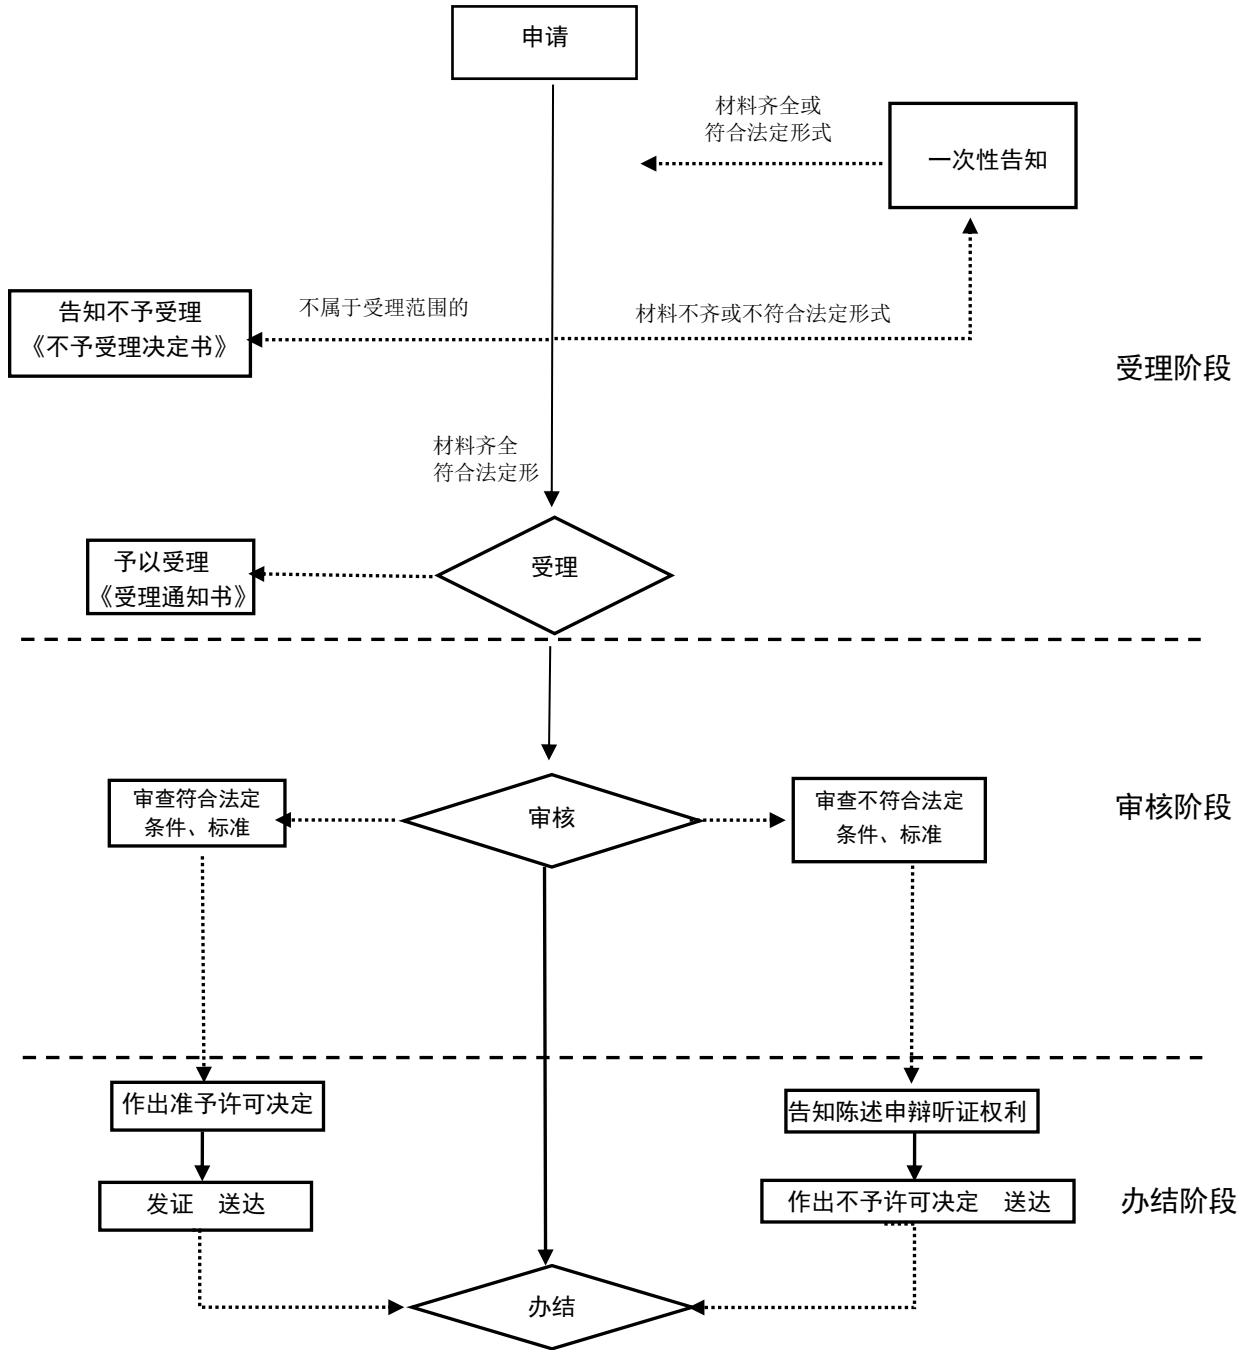 申请
材料齐全或
符合法定形式
一次性告知
告知不予受理
《不予受理决定书》
不属于受理范围的
材料不齐或不符合法定形式
受理阶段
材料齐全
符合法定形
受理
予以受理
《受理通知书》
审查符合法定
条件、标准
审核
审查不符合法定
条件、标准
审核阶段
作出准予许可决定
告知陈述申辩听证权利
发证 送达
作出不予许可决定 送达
办结阶段
办结